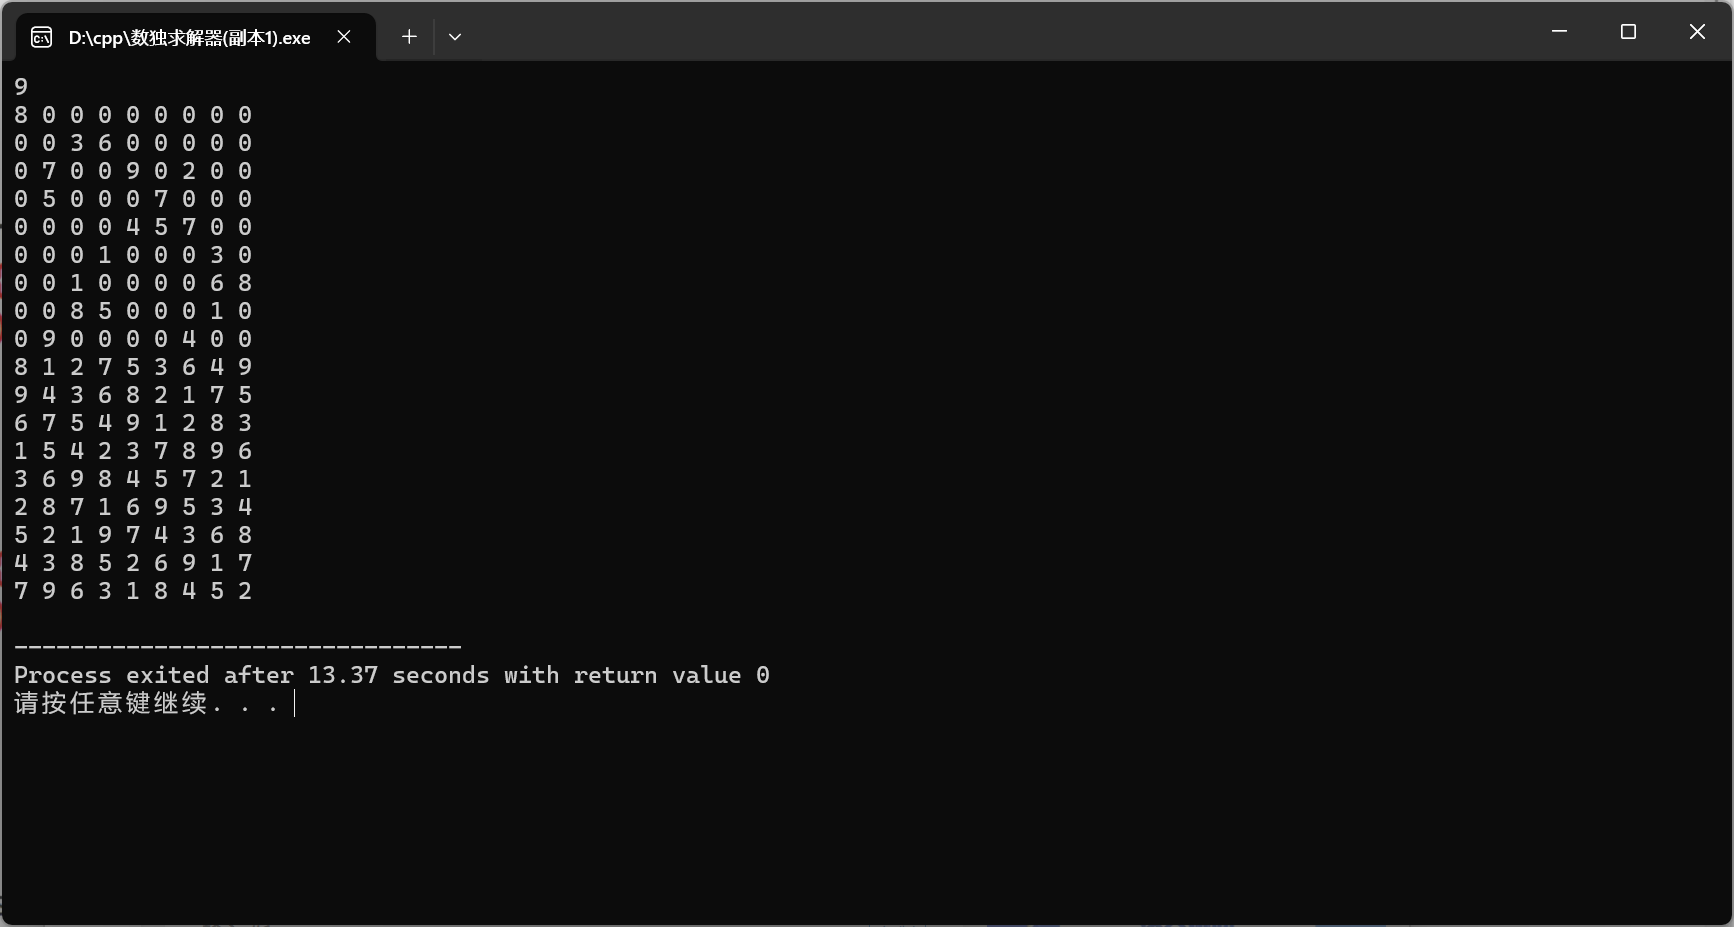 D:\cpp\数独求解器(副本1).exe
9
8 0 0 0 0 0 0 0 0
0 0 3 6 0 0 0 0 0
0 7 0 0 9 0 2 0 0
0 5 0 0 0 7 0 0 0
0 0 0 0 4 5 7 0 0
0 0 0 1 0 0 0 3 0
0 0 1 0 0 0 0 6 8
0 0 8 5 0 0 0 1 0
0 9 0 0 0 0 4 0 0
8 1 2 7 5 3 6 4 9
9 4 3 6 8 2 1 7 5
6 7 5 4 9 1 2 8 3
1 5 4 2 3 7 8 9 6
3 6 9 8 4 5 7 2 1
2 8 7 1 6 9 5 3 4
5 2 1 9 7 4 3 6 8
4 3 8 5 2 6 9 1 7
7 9 6 3 1 8 4 5 2
--------------------------------
Process exited after 13.37 seconds with return value 0
请按任意键继续. . .